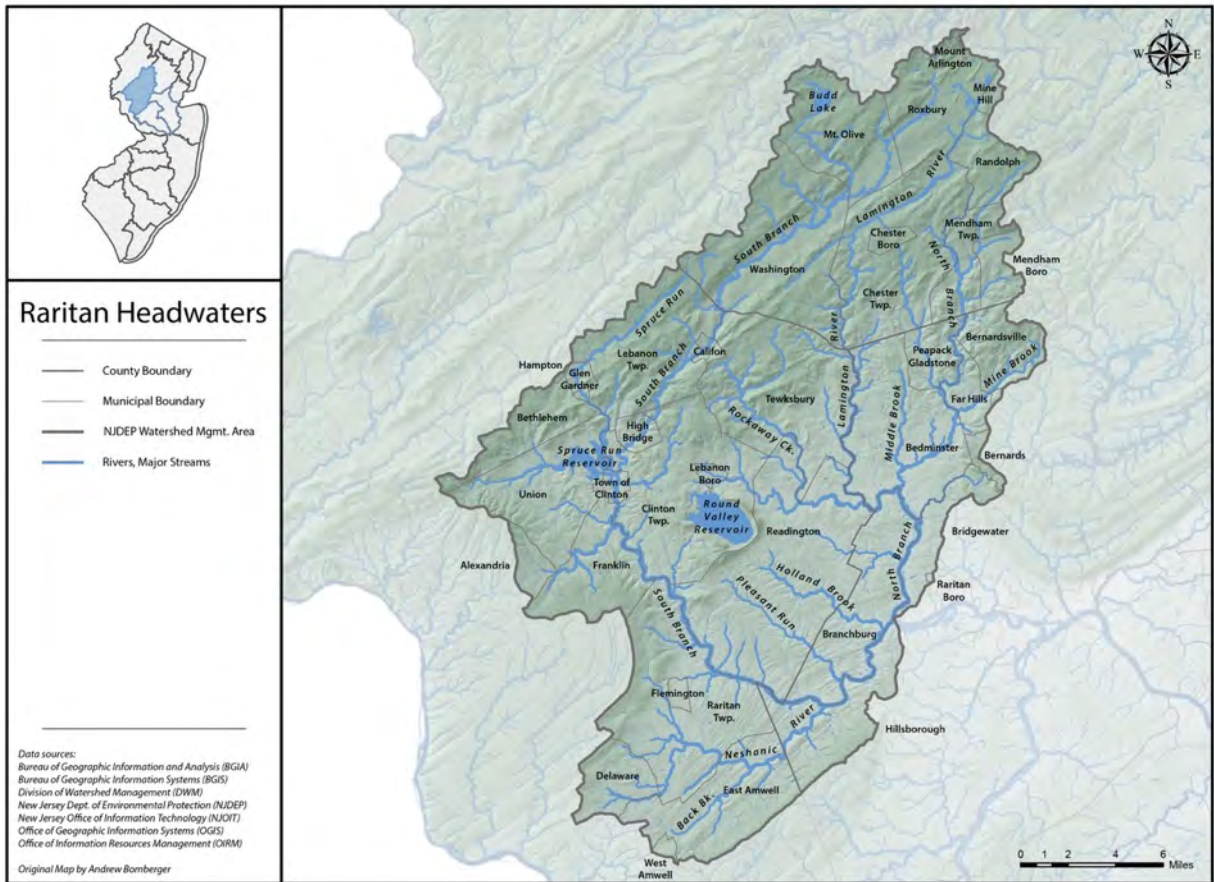 Raritan Headwaters
County Boundary
Municipal Boundary
NJDEP Watershed Mgmt. Area
Rivers, Major Streams
Data sources:
Bureau of Geographic Information and Analysis (BGIA)
Bureau of Geographic Information Systems (BGIS)
Division of Watershed Management (DWM)
New Jersey Dept. of Environmental Protection (NJDEP)
New Jersey Office of Information Technology (NJOIT)
Office of Geographic Information Systems (OGIS)
Office of Information Resources Management (OIRM)
Original Map by Andrew Bomberger
N
W E
S
Mount
Arlington
Budd
Lake
Mine
Hill
Roxbury
Mt. Olive
Randolph
Lamington
River
South Branch
Chester
Boro
Mendham
Twp.
North
Branch
Mendham
Boro
Washington
Chester
Twp.
Spruce Run
River
Bernardsville
Lebanon
Twp.
Califon
Peapack
Gladstone
Mine Brook
Hampton
Glen
Gardner
South Branch
Tewksbury
Lamington
Middle Brook
Far Hills
Bethlehem
High
Bridge
Rockaway Ck.
Bedminster
Bernards
Spruce Run
Reservoir
Lebanon
Boro
Town of
Clinton
Union
Clinton
Twp.
Round
Valley
Reservoir
Readington
North Branch
Bridgewater
Alexandria
Franklin
Holland Brook
Pleasant Run
Raritan
Boro
South Branch
Branchburg
Flemington
Raritan
Twp.
River
Hillsborough
Neshanic
Delaware
East Amwell
Back Bk.
West
Amwell
0 1 2 4 6
Miles